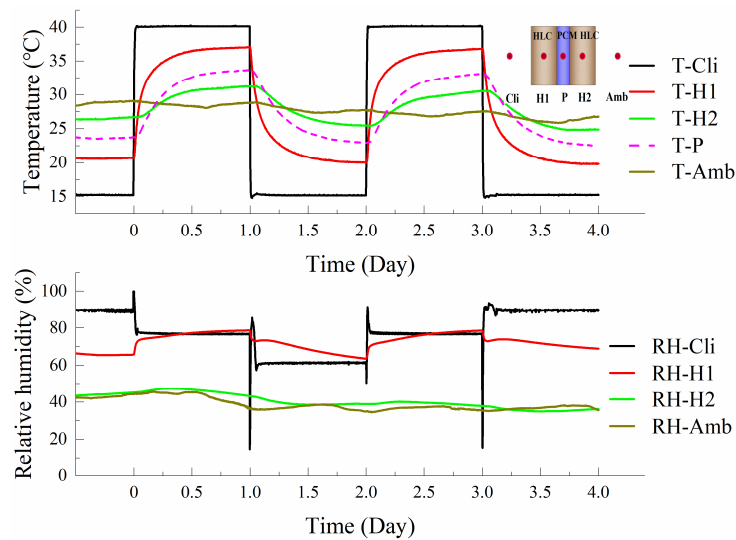 Temperature (°C)
40
35
30
25
20
15
0
0.5
1.0
1.5
2.0
2.5
3.0
3.5
4.0
Time (Day)
HLC PCM HLC
Cli H1 P H2 Amb
T-Cli
T-H1
T-H2
T-P
T-Amb
Relative humidity (%)
100
80
60
40
20
0
0
0.5
1.0
1.5
2.0
2.5
3.0
3.5
4.0
Time (Day)
RH-Cli
RH-H1
RH-H2
RH-Amb